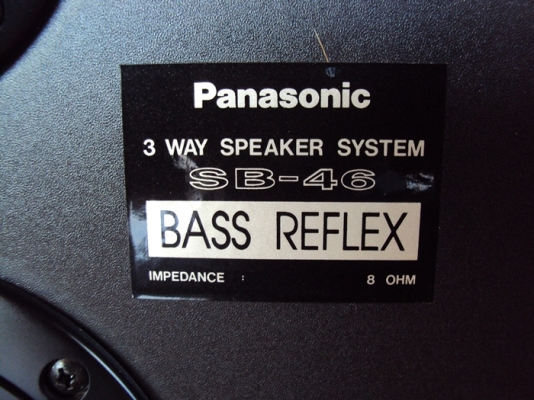 Panasonic
3 WAY SPEAKER SYSTEM
SB-46
BASS REFLEX
IMPEDANCE : 8 OHM